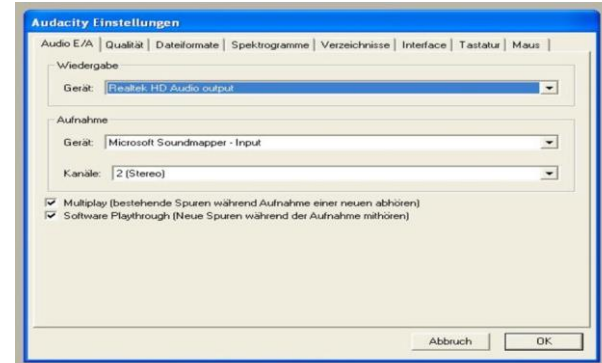 Audacity Einstellungen
Audio E/A | Qualität | Dateiformate | Spektrogramme | Verzeichnisse | Interface | Tastatur | Maus |
Wiedergabe
Gerät: Realtek HD Audio output
Aufnahme
Gerät: Microsoft Soundmapper - Input
Kanäle: 2 (Stereo)
Multiplay (bestehende Spuren während Aufnahme einer neuen abhören)
Software Playthrough (Neue Spuren während der Aufnahme mithören)
Abbruch OK